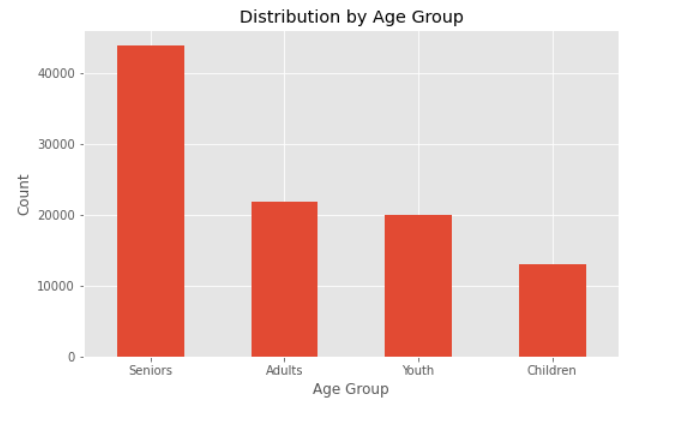 Distribution by Age Group
Count
40000
30000
20000
10000
0
Seniors Adults Youth Children
Age Group